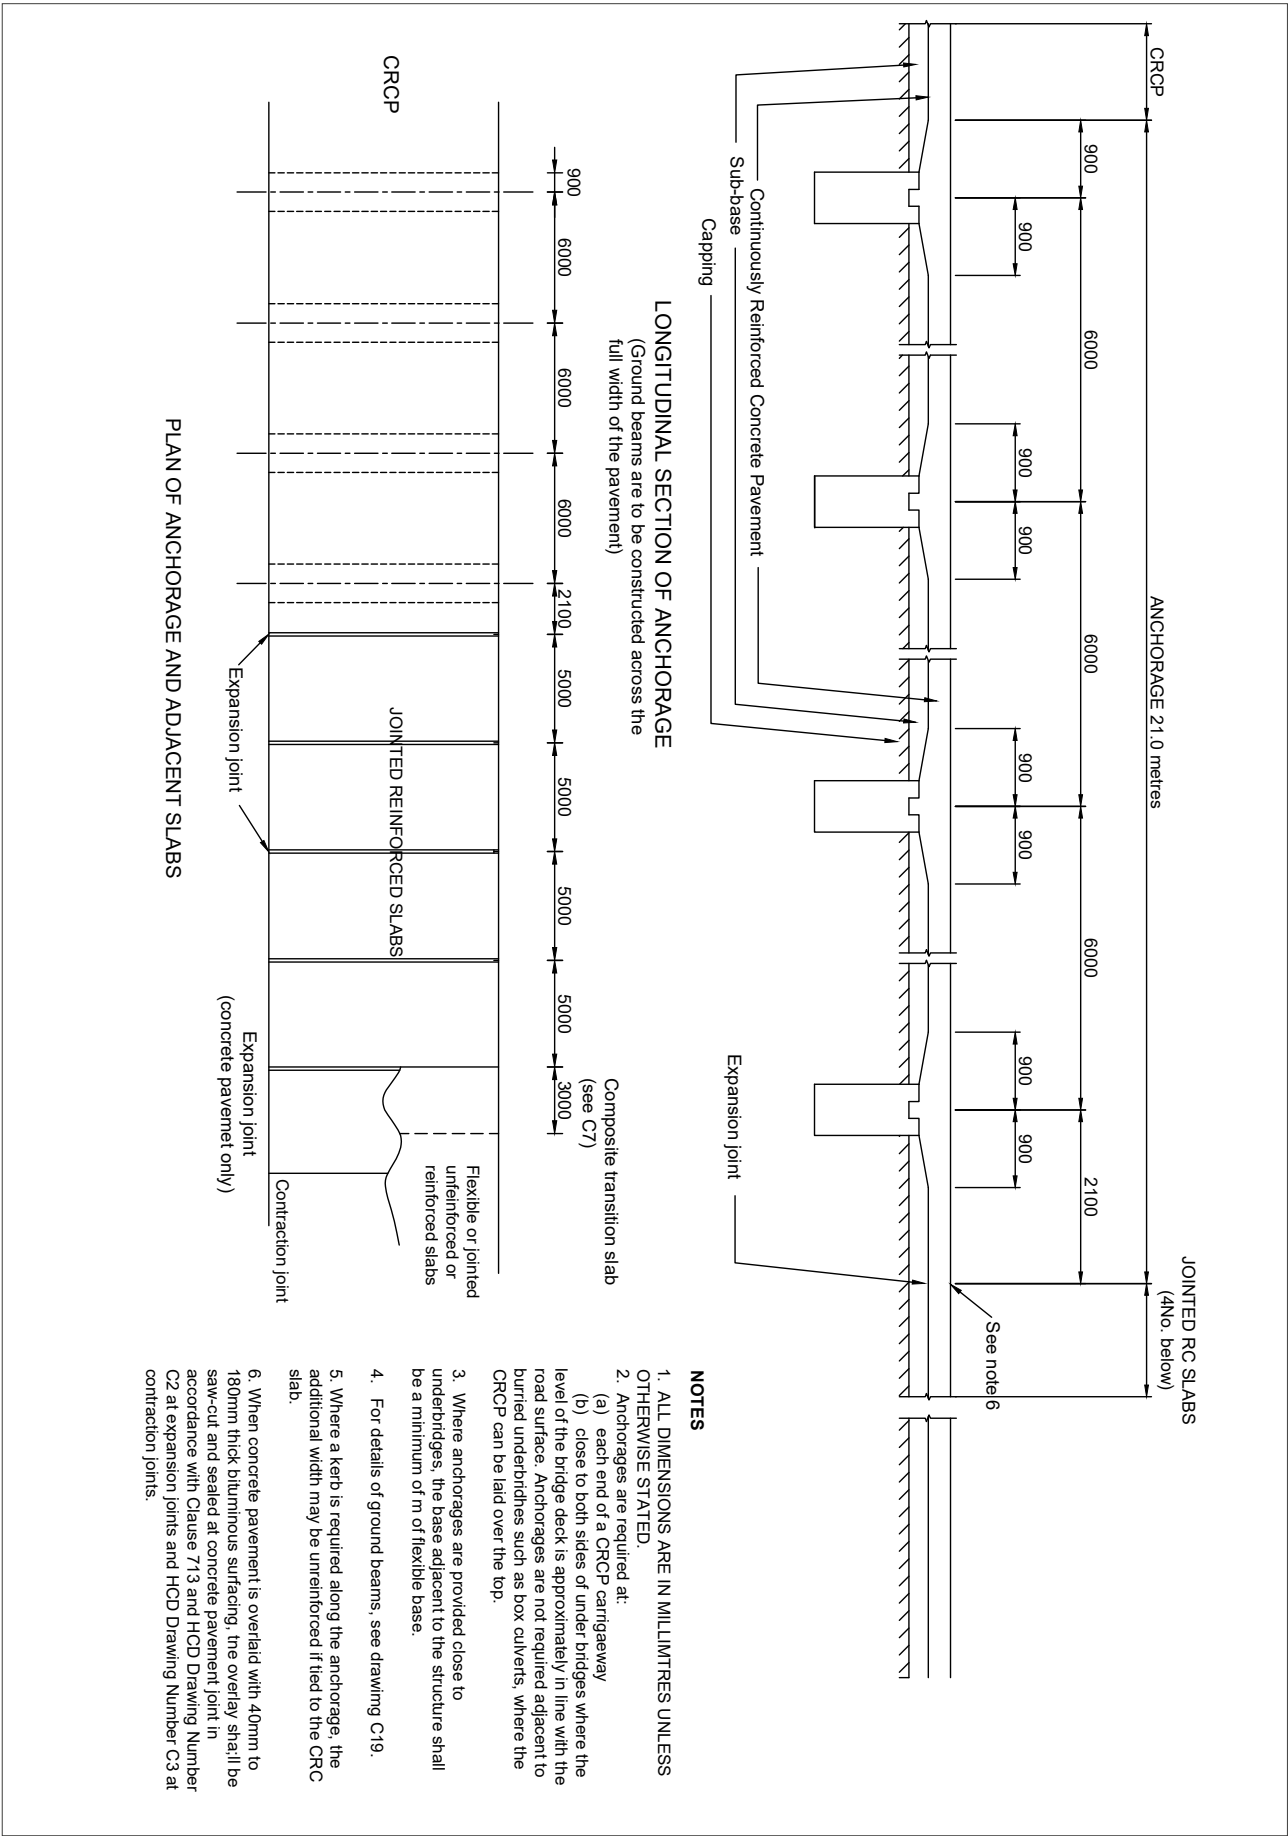 CRCP
ANCHORAGE 21.0 metres
JOINTED RC SLABS
(4No. below)
900
6000
6000
6000
2100
900
900
900
900
900
900
900
See note 6
Continuously Reinforced Concrete Pavement
Sub-base
Capping
Expansion joint
LONGITUDINAL SECTION OF ANCHORAGE
(Ground beams are to be constructed across the
full width of the pavement)
Composite transition slab
(see C7)
900
6000
6000
6000
2100
5000
5000
5000
5000
3000
CRCP
JOINTED REINFORCED SLABS
Flexible or jointed
unfeinforced or
reinforced slabs
Expansion joint
Expansion joint
(concrete pavemet only)
Contraction joint
PLAN OF ANCHORAGE AND ADJACENT SLABS
NOTES
1. ALL DIMENSIONS ARE IN MILLIMTRES UNLESS
OTHERWISE STATED.
2. Anchorages are required at:
(a) each end of a CRCP carrigaeway
(b) close to both sides of under bridges where the
level of the bridge deck is approximately in line with the
road surface. Anchorages are not required adjacent to
burried underbridhes such as box culverts, where the
CRCP can be laid over the top.
3. Where anchorages are provided close to
underbridges, the base adjacent to the structure shall
be a minimum of m of flexible base.
4. For details of ground beams, see drawimg C19.
5. Where a kerb is required along the anchorage, the
additional width may be unreinforced if tied to the CRC
slab.
6. When concrete pavement is overlaid with 40mm to
180mm thick bituminous surfacing, tne overlay sha;ll be
saw-cut and sealed at concrete pavement joint in
accordance with Clause 713 and HCD Drawing Number
C2 at expansion joints and HCD Drawing Number C3 at
contraction joints.